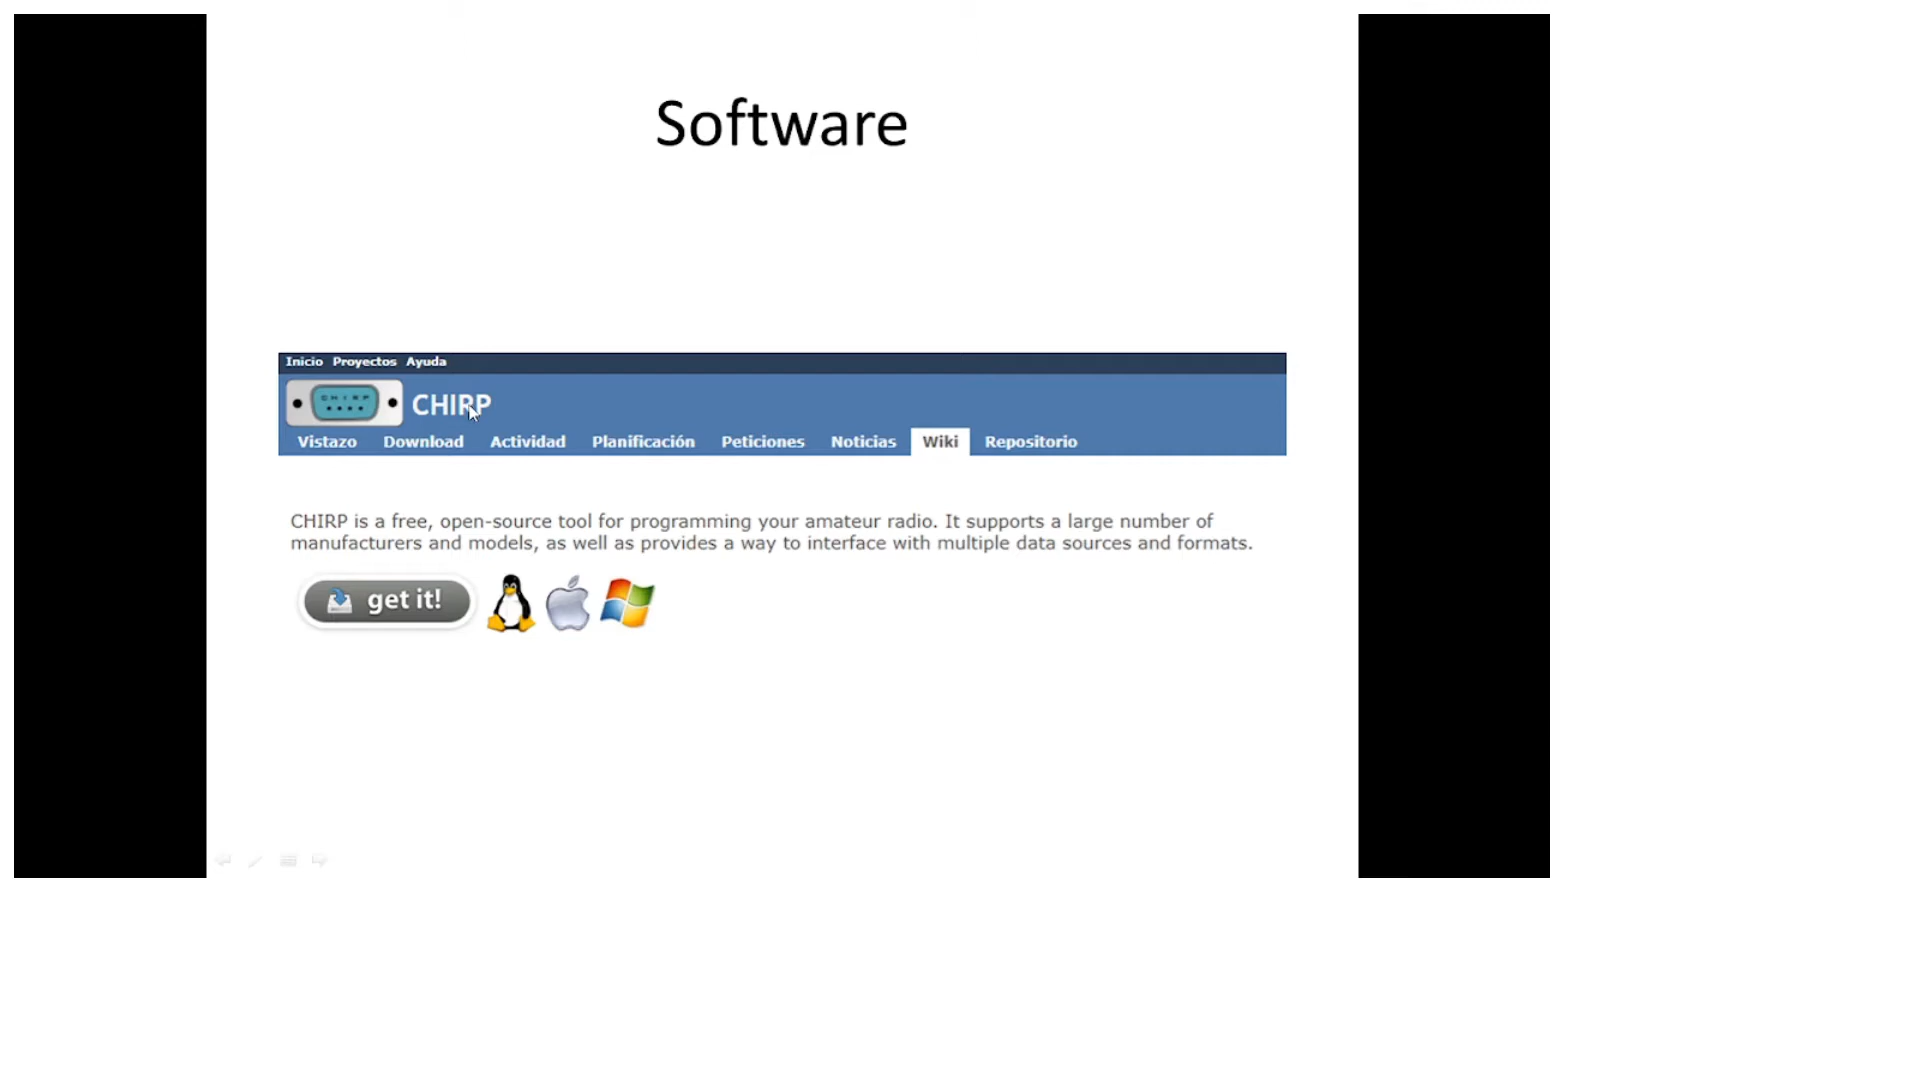 Software
Inicio Proyectos Ayuda
CHIRP CHIRP
Vistazo Download Actividad Planificación Peticiones Noticias Wiki Repositorio
CHIRP is a free, open-source tool for programming your amateur radio. It supports a large number of
manufacturers and models, as well as provides a way to interface with multiple data sources and formats.
get it!